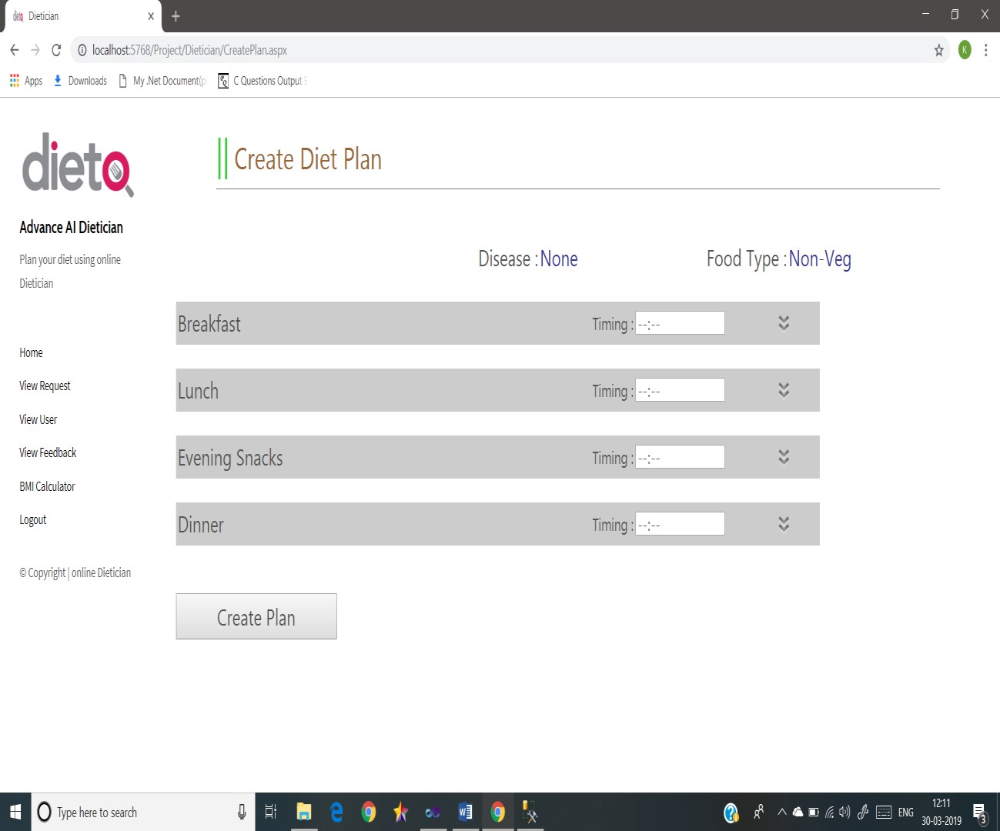 Dietician
localhost:5768/Project/Dietician/CreatePlan.aspx
K
Apps Downloads My .Net Document(p C Questions Output
dieto
Create Diet Plan
Advance AI Dietician
Plan your diet using online
Dietician
Disease : None Food Type : Non-Veg
Breakfast Timing : --:--
Lunch Timing : --:--
Evening Snacks Timing : --:--
Dinner Timing : --:--
Home
View Request
View User
View Feedback
BMI Calculator
Logout
© Copyright | online Dietician
Create Plan
Type here to search
ENG
12:11
30-03-2019
3